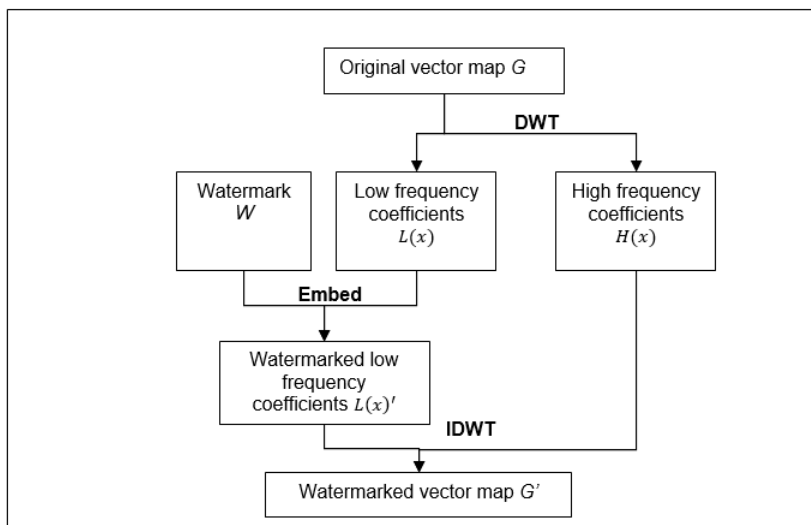 Original vector map G
DWT
Watermark
W
Low frequency
coefficients
L(x)
High frequency
coefficients
H(x)
Embed
Watermarked low
frequency
coefficients L(x)′
IDWT
Watermarked vector map G'